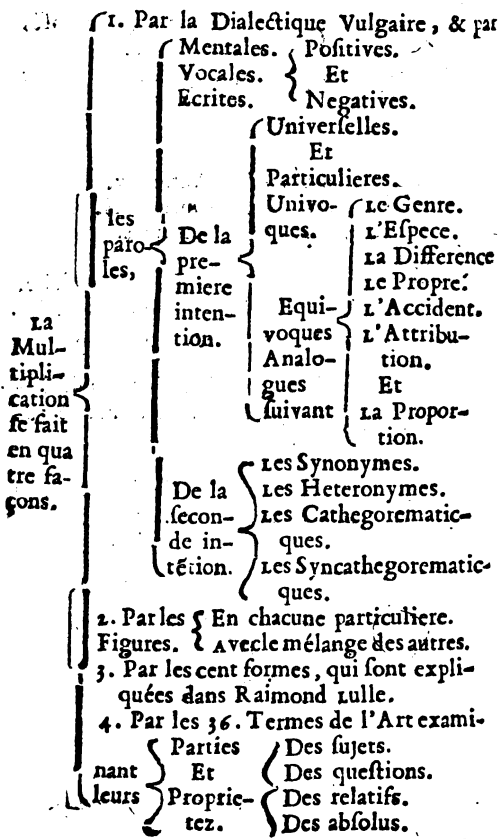 1. Par la Dialectique Vulgaire, & par
Mentales. Poſitives.
Vocales. Et
Ecrites. Negatives.
Univerſelles.
Et
Particulieres.
Univo-
ques.
Le Genre.
L'Eſpece.
La Difference
Le Propre.
Equi-
voques
Analo-
gues
ſuivant
L'Accident.
L'Attribu-
tion.
Et
La Propor-
tion.
les
paro-
les,
De la
pre-
miere
inten-
tion.
La
Mul-
tipli-
cation
ſe fait
en qua
tre fa-
çons.
De la
ſecon-
de in-
tẽtion.
Les Synonymes.
Les Heteronymes.
Les Cathegorematic-
ques.
Les Syncathegorematic-
ques.
2. Par les En chacune particuliere.
Figures. Avec le mélange des autres.
3. Par les cent formes, qui ſont expli-
quées dans Raimond Lulle.
4. Par les 36. Termes de l'Art exami-
nant
leurs
Parties
Et
Proprie-
tez.
Des ſujets.
Des queſtions.
Des relatifs.
Des abſolus.